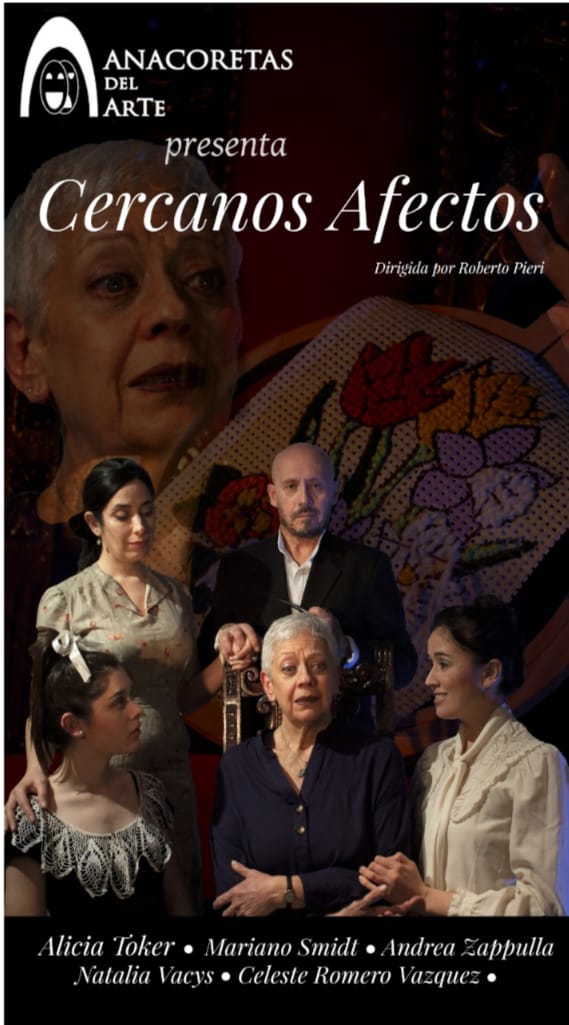 ANACORETAS
DEL
ARTE
presenta
Cercanos Afectos
Dirigida por Roberto Pieri
Alicia Toker • Mariano Smidt • Andrea Zappulla
Natalia Vacys • Celeste Romero Vazquez •